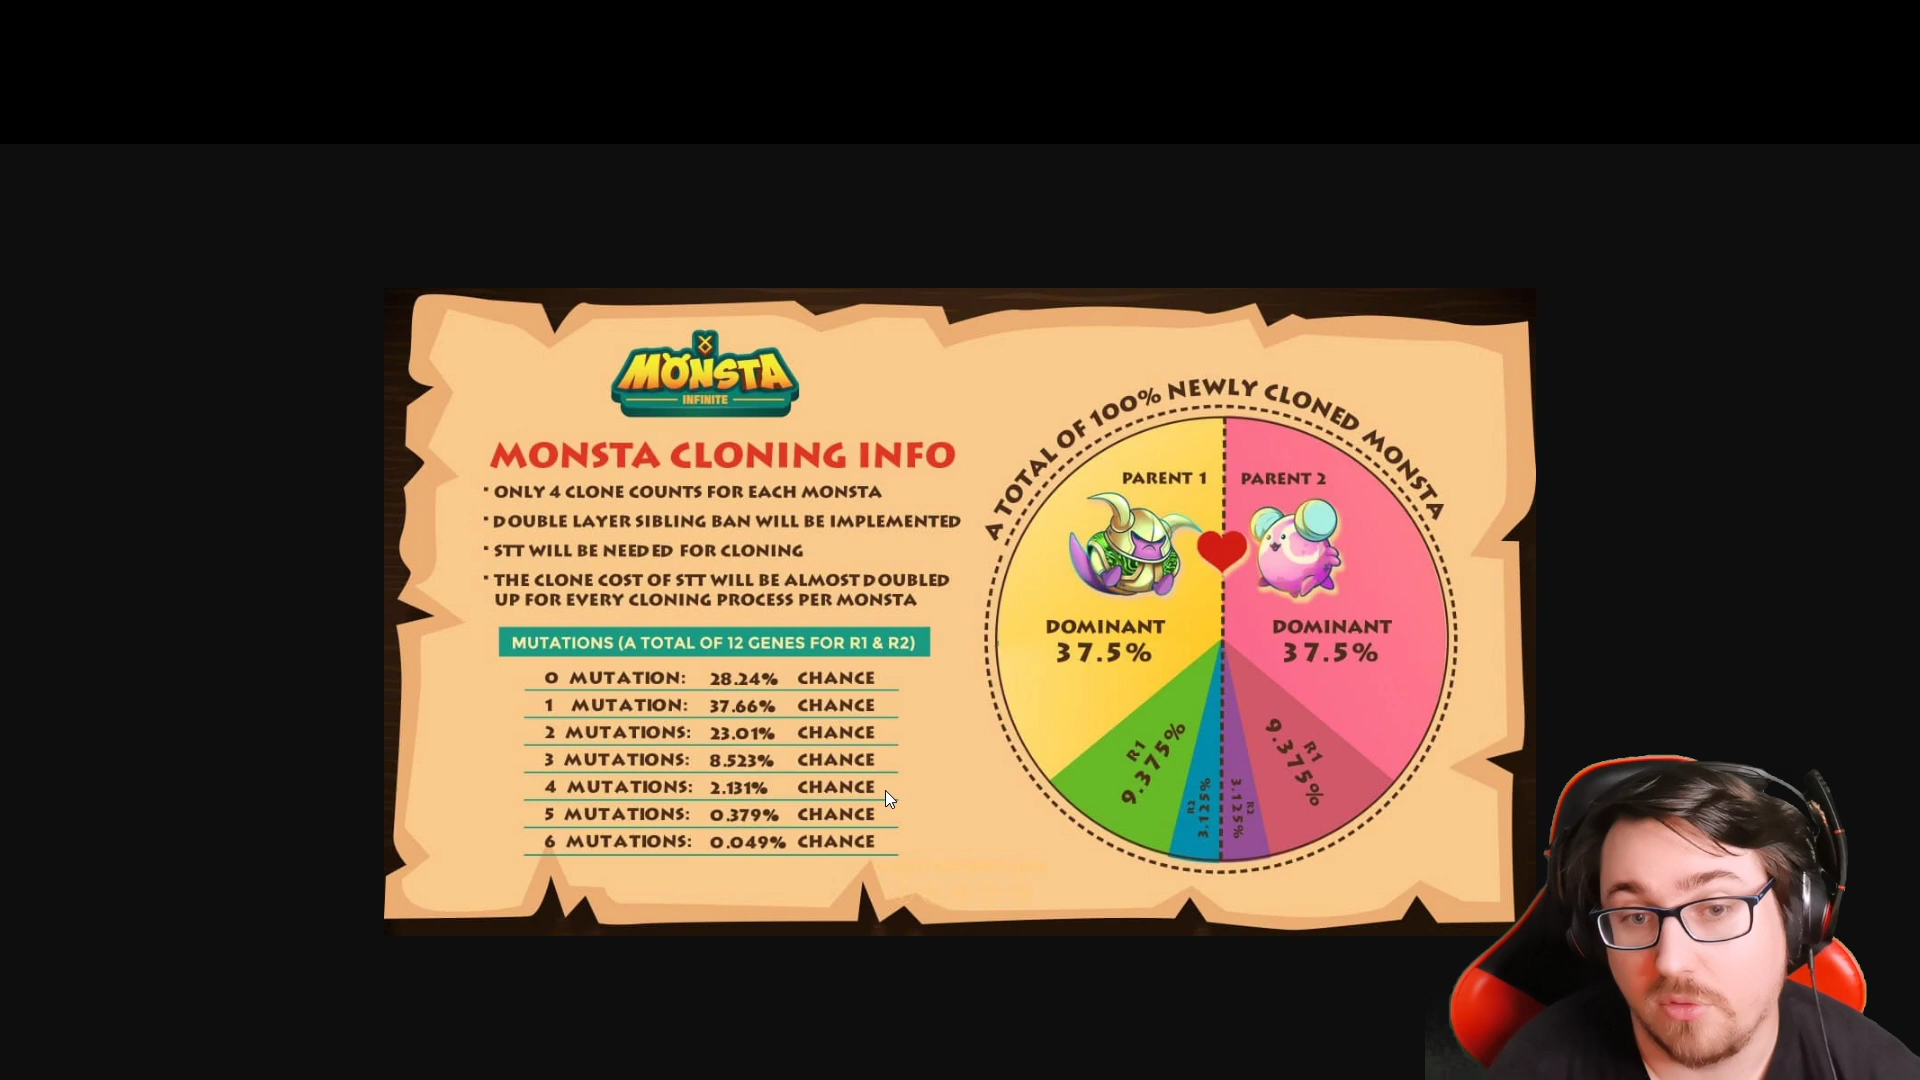 MONSTA
INFINITE
MONSTA CLONING INFO
· ONLY 4 CLONE COUNTS FOR EACH MONSTA
· DOUBLE LAYER SIBLING BAN WILL BE IMPLEMENTED
· STT WILL BE NEEDED FOR CLONING
· THE CLONE COST OF STT WILL BE ALMOST DOUBLED
UP FOR EVERY CLONING PROCESS PER MONSTA
MUTATIONS (A TOTAL OF 12 GENES FOR R1 & R2)
0 MUTATION: 28.24% CHANCE
1 MUTATION: 37.66% CHANCE
2 MUTATIONS: 23.01% CHANCE
3 MUTATIONS: 8.523% CHANCE
4 MUTATIONS: 2.131% CHANCE
5 MUTATIONS: 0.379% CHANCE
6 MUTATIONS: 0.049% CHANCE
A TOTAL OF 100% NEWLY CLONED MONSTA
PARENT 1
PARENT 2
DOMINANT
37.5%
DOMINANT
37.5%
R1
9.375%
R2
3.125%
R2
3.125%
R1
9.375%